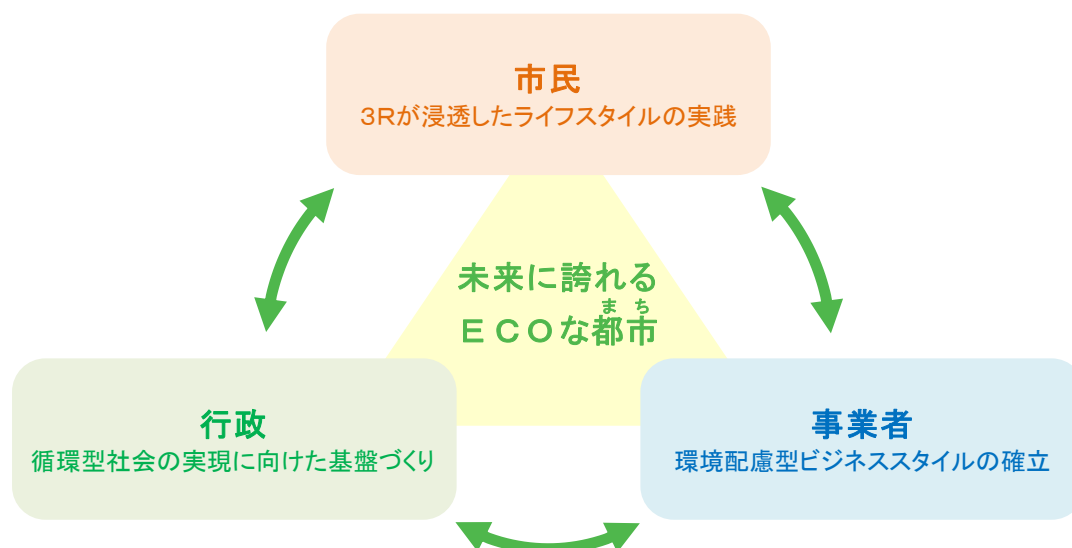 市民
3Rが浸透したライフスタイルの実践
未来に誇れる
まち
ECOな都市
行政
循環型社会の実現に向けた基盤づくり
事業者
環境配慮型ビジネススタイルの確立